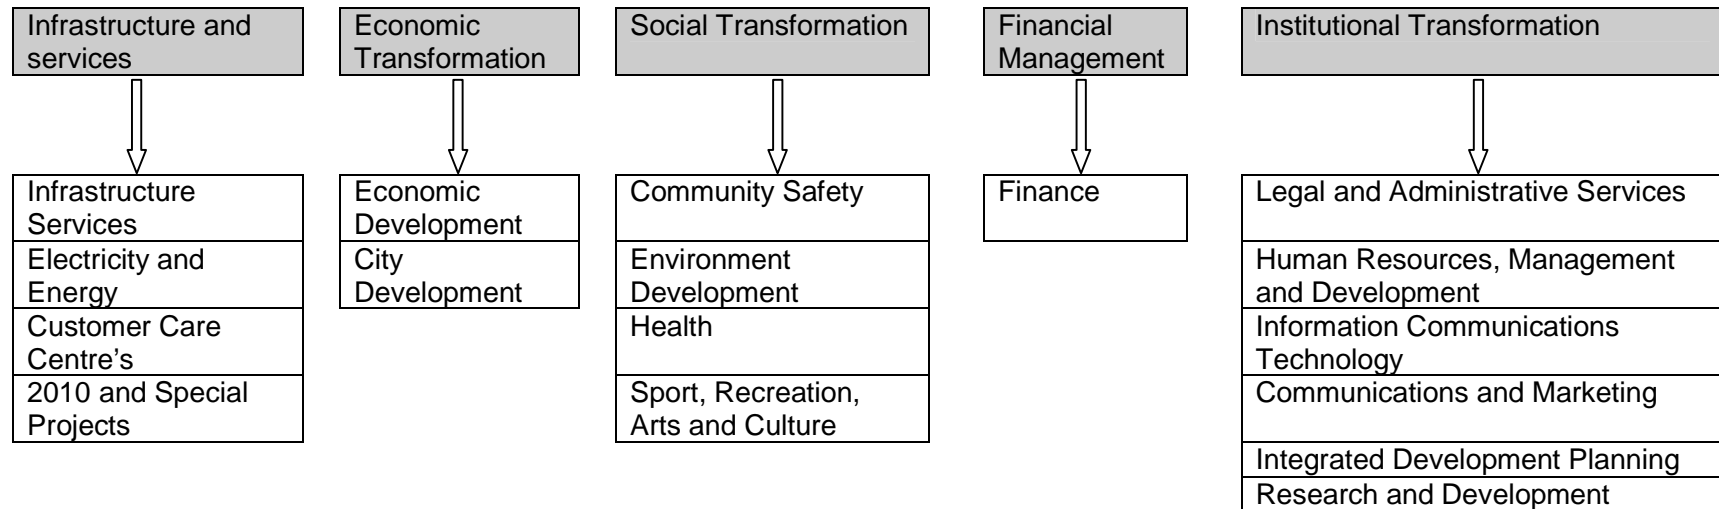 Infrastructure and
services
Economic
Transformation
Social Transformation
Financial
Management
Institutional Transformation
Infrastructure
Services
Electricity and
Energy
Customer Care
Centre’s
2010 and Special
Projects
Economic
Development
City
Development
Community Safety
Environment
Development
Health
Sport, Recreation,
Arts and Culture
Finance
Legal and Administrative Services
Human Resources, Management
and Development
Information Communications
Technology
Communications and Marketing
Integrated Development Planning
Research and Development